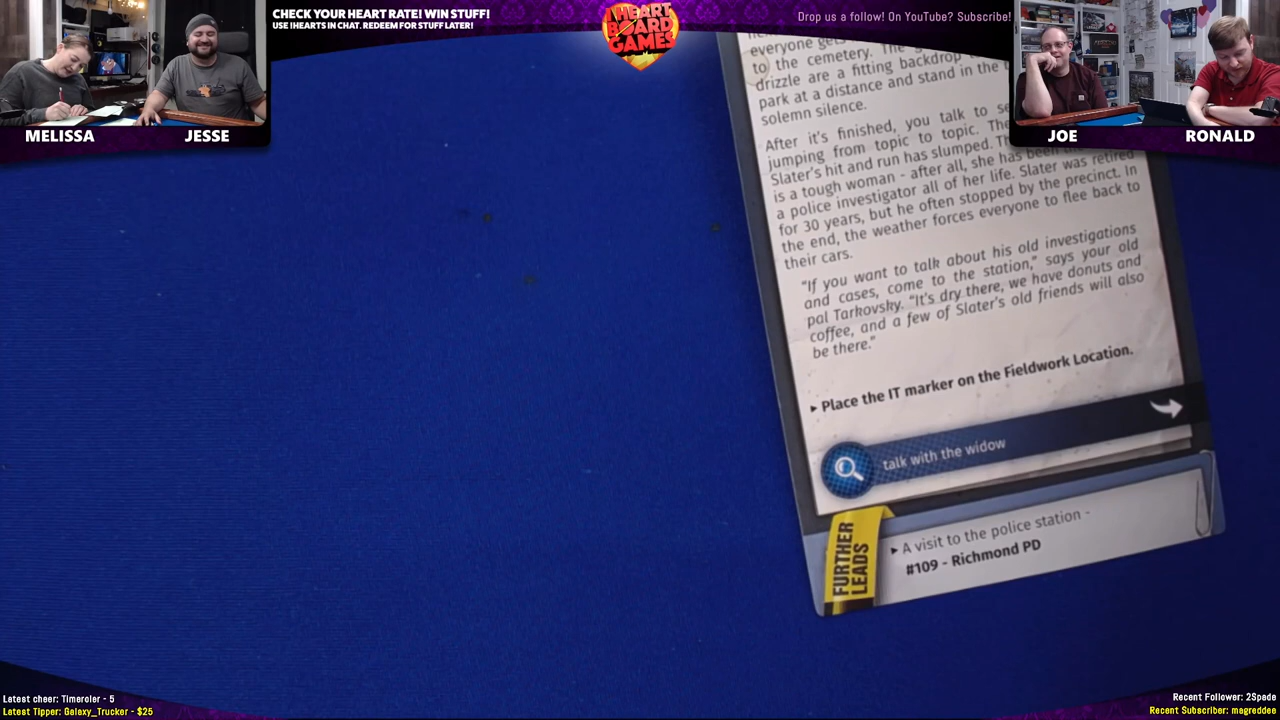 CHECK YOUR HEART RATE! WIN STUFF!
USE !HEARTS IN CHAT. REDEEM FOR STUFF LATER!
I HEART
BOARD
GAMES
Drop us a follow! On YouTube? Subscribe!
MELISSA
JESSE
JOE
RONALD
everyone gets
to the cemetery. The
drizzle are a fitting backdrop
park at a distance and stand in the
solemn silence.
After it's finished, you talk to
jumping from topic to topic.
Slater's hit and run has slumped.
is a tough woman - after all, she has been
a police investigator all of her life. Slater was retired
for 30 years, but he often stopped by the precinct. In
the end, the weather forces everyone to flee back to
their cars.
"If you want to talk about his old investigations
and cases, come to the station," says your old
pal Tarkovsky. "It's dry there, we have donuts and
coffee, and a few of Slater's old friends will also
be there."
▸ Place the IT marker on the Fieldwork Location.
talk with the widow
FURTHER
LEADS
▸ A visit to the police station -
#109 - Richmond PD
Latest cheer: Timeroler - 5
Latest Tipper: Galaxy_Trucker - $25
Recent Follower: 2Spade
Recent Subscriber: magreddee